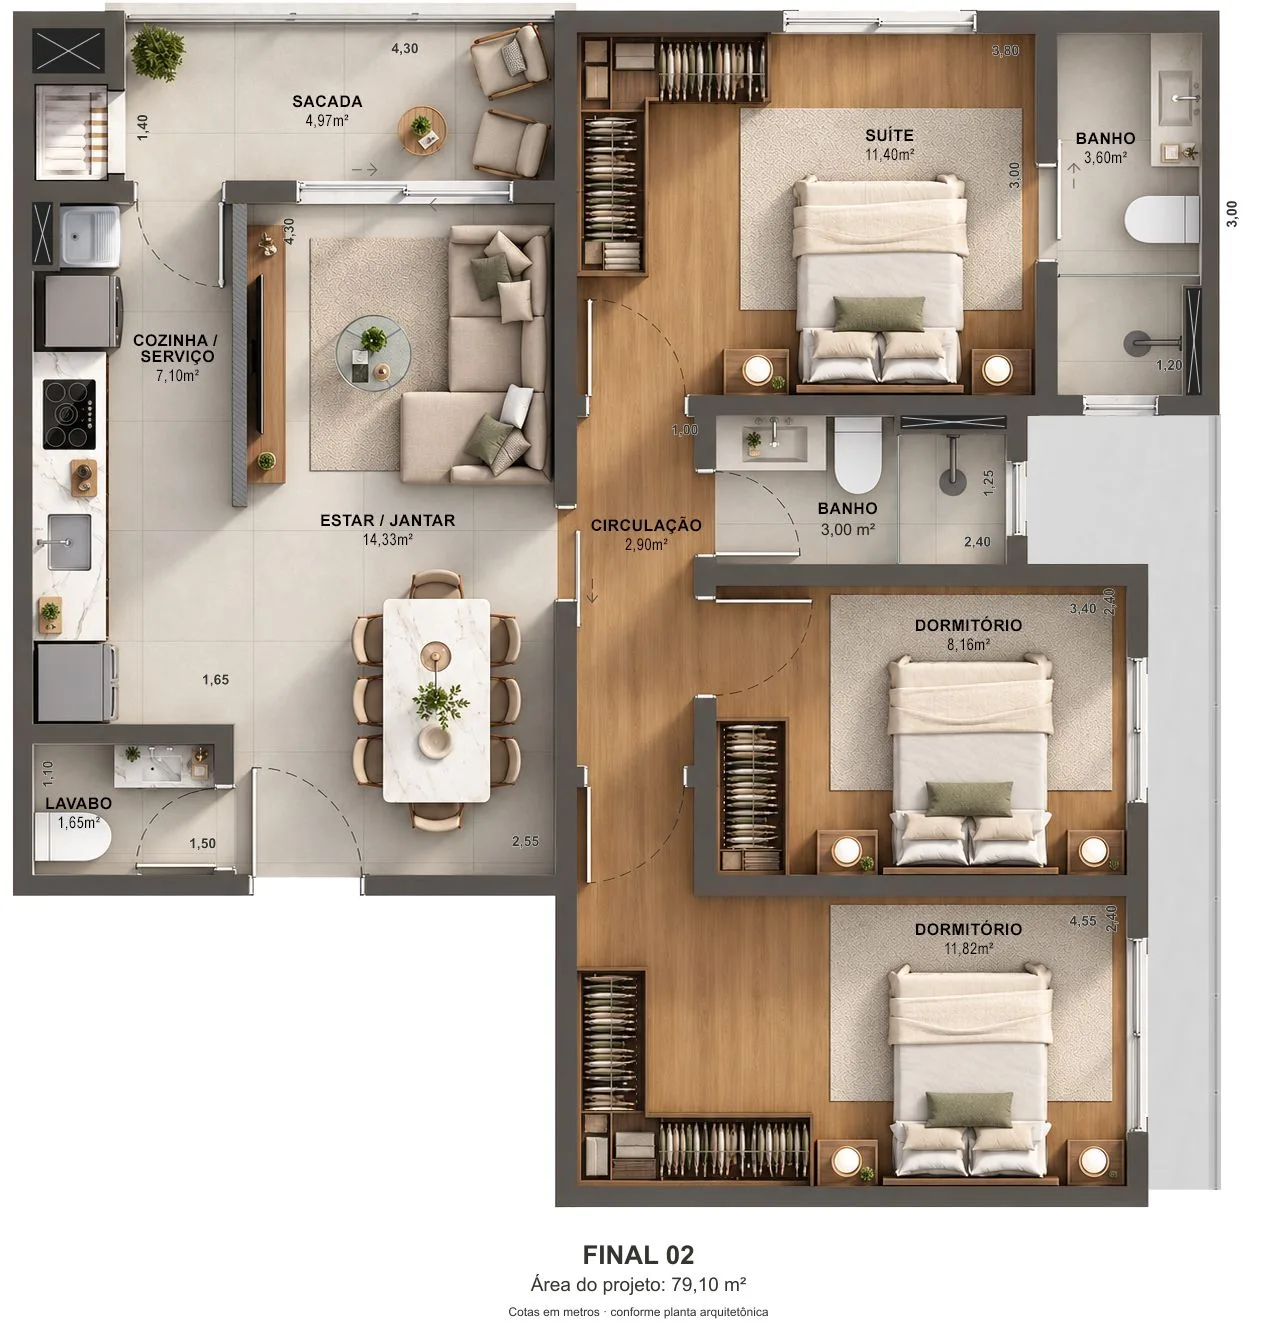 4,30
3,80
SACADA
4,97m²
1,40
SUÍTE
11,40m²
3,00
BANHO
3,60m²
3,00
4,30
COZINHA /
SERVIÇO
7,10m²
1,20
1,00
ESTAR / JANTAR
14,33m²
CIRCULAÇÃO
2,90m²
BANHO
3,00 m²
1,25
2,40
3,40
2,40
DORMITÓRIO
8,16m²
1,65
1,10
LAVABO
1,65m²
1,50
2,55
4,55
2,40
DORMITÓRIO
11,82m²
FINAL 02
Área do projeto: 79,10 m²
Cotas em metros · conforme planta arquitetônica